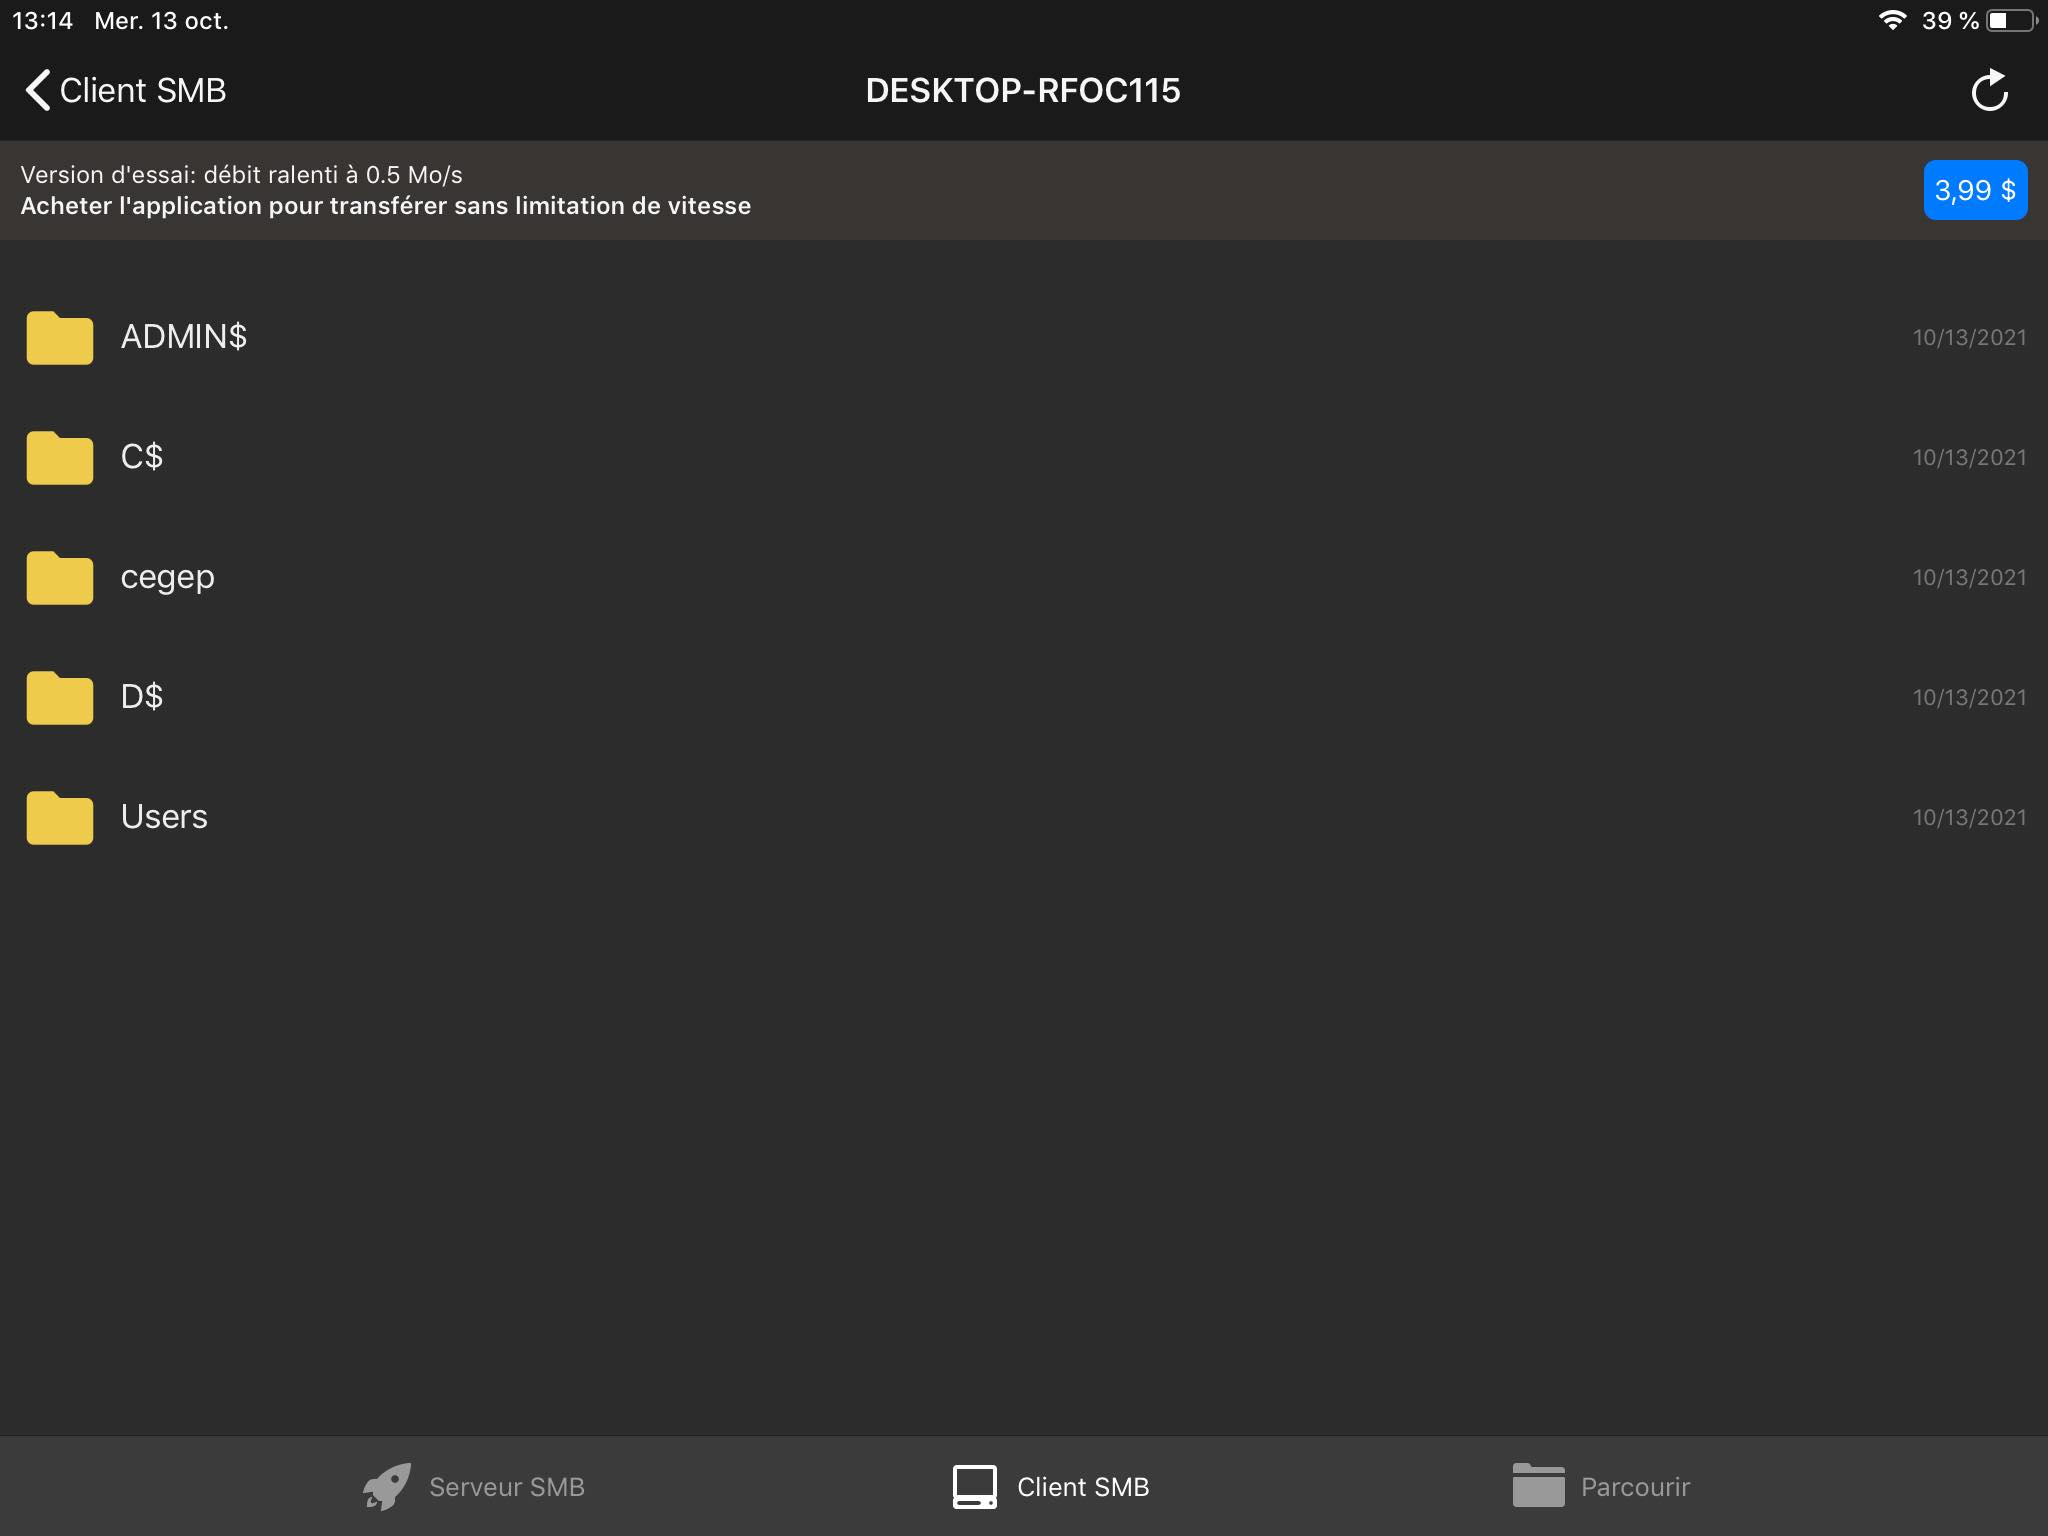 13:14 Mer. 13 oct. 39 %
Client SMB
DESKTOP-RFOC115
Version d'essai: débit ralenti à 0.5 Mo/s
Acheter l'application pour transférer sans limitation de vitesse
3,99 $
ADMIN$ 10/13/2021
C$ 10/13/2021
cegep 10/13/2021
D$ 10/13/2021
Users 10/13/2021
Serveur SMB
Client SMB
Parcourir